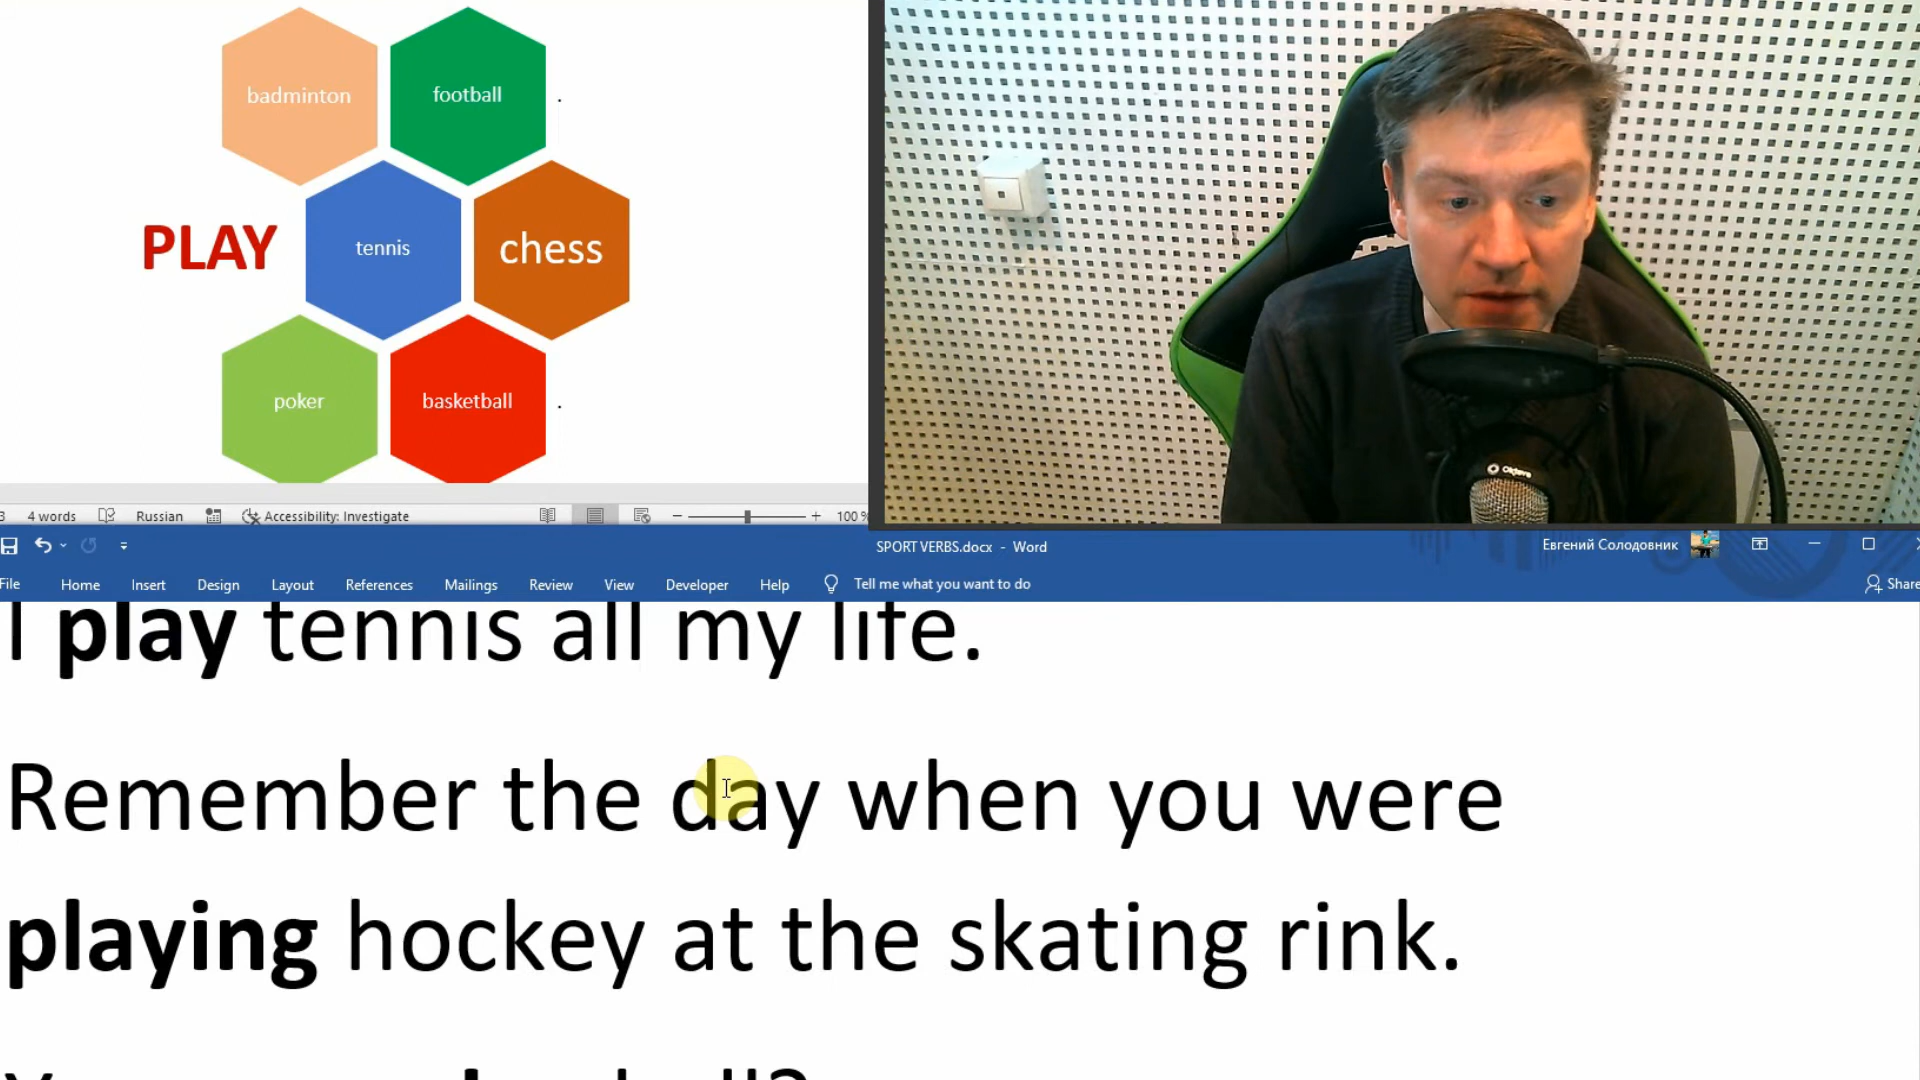 badminton
football
.
PLAY
tennis
chess
poker
basketball
.
3 4 words Russian Accessibility: Investigate 100 %
SPORT VERBS.docx - Word
Евгений Солодовник
File Home Insert Design Layout References Mailings Review View Developer Help Tell me what you want to do Share
I play tennis all my life.
Remember the day when you were
playing hockey at the skating rink.
Oktava